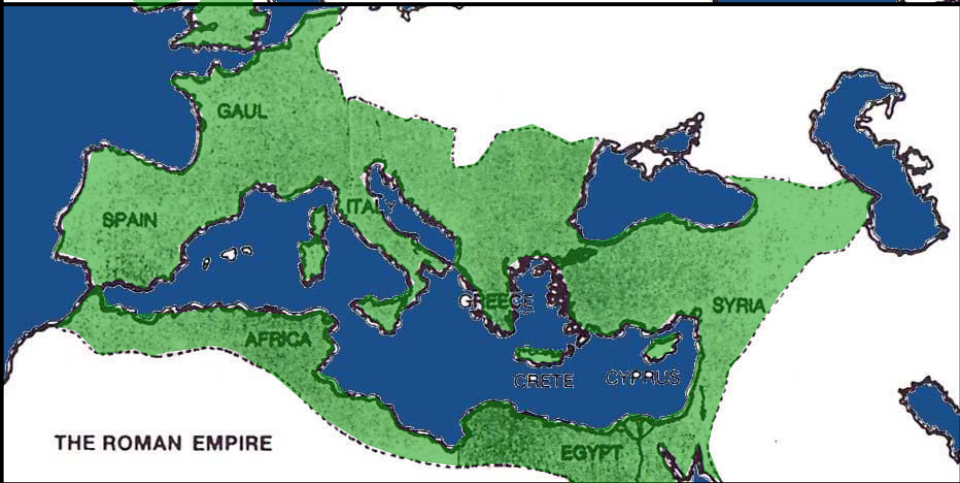 GAUL
SPAIN
ITALY
GREECE
SYRIA
AFRICA
CRETE
CYPRUS
THE ROMAN EMPIRE
EGYPT